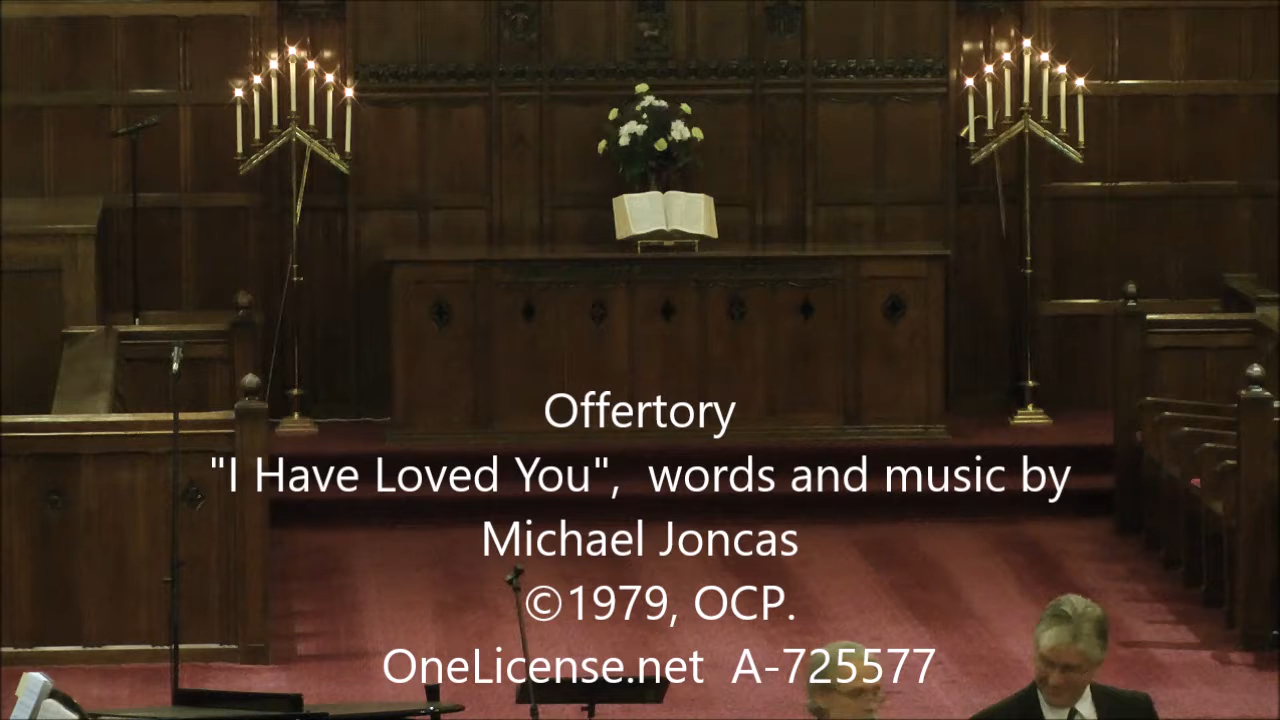 Offertory
"I Have Loved You",  words and music by
Michael Joncas
©1979, OCP.
OneLicense.net  A-725577